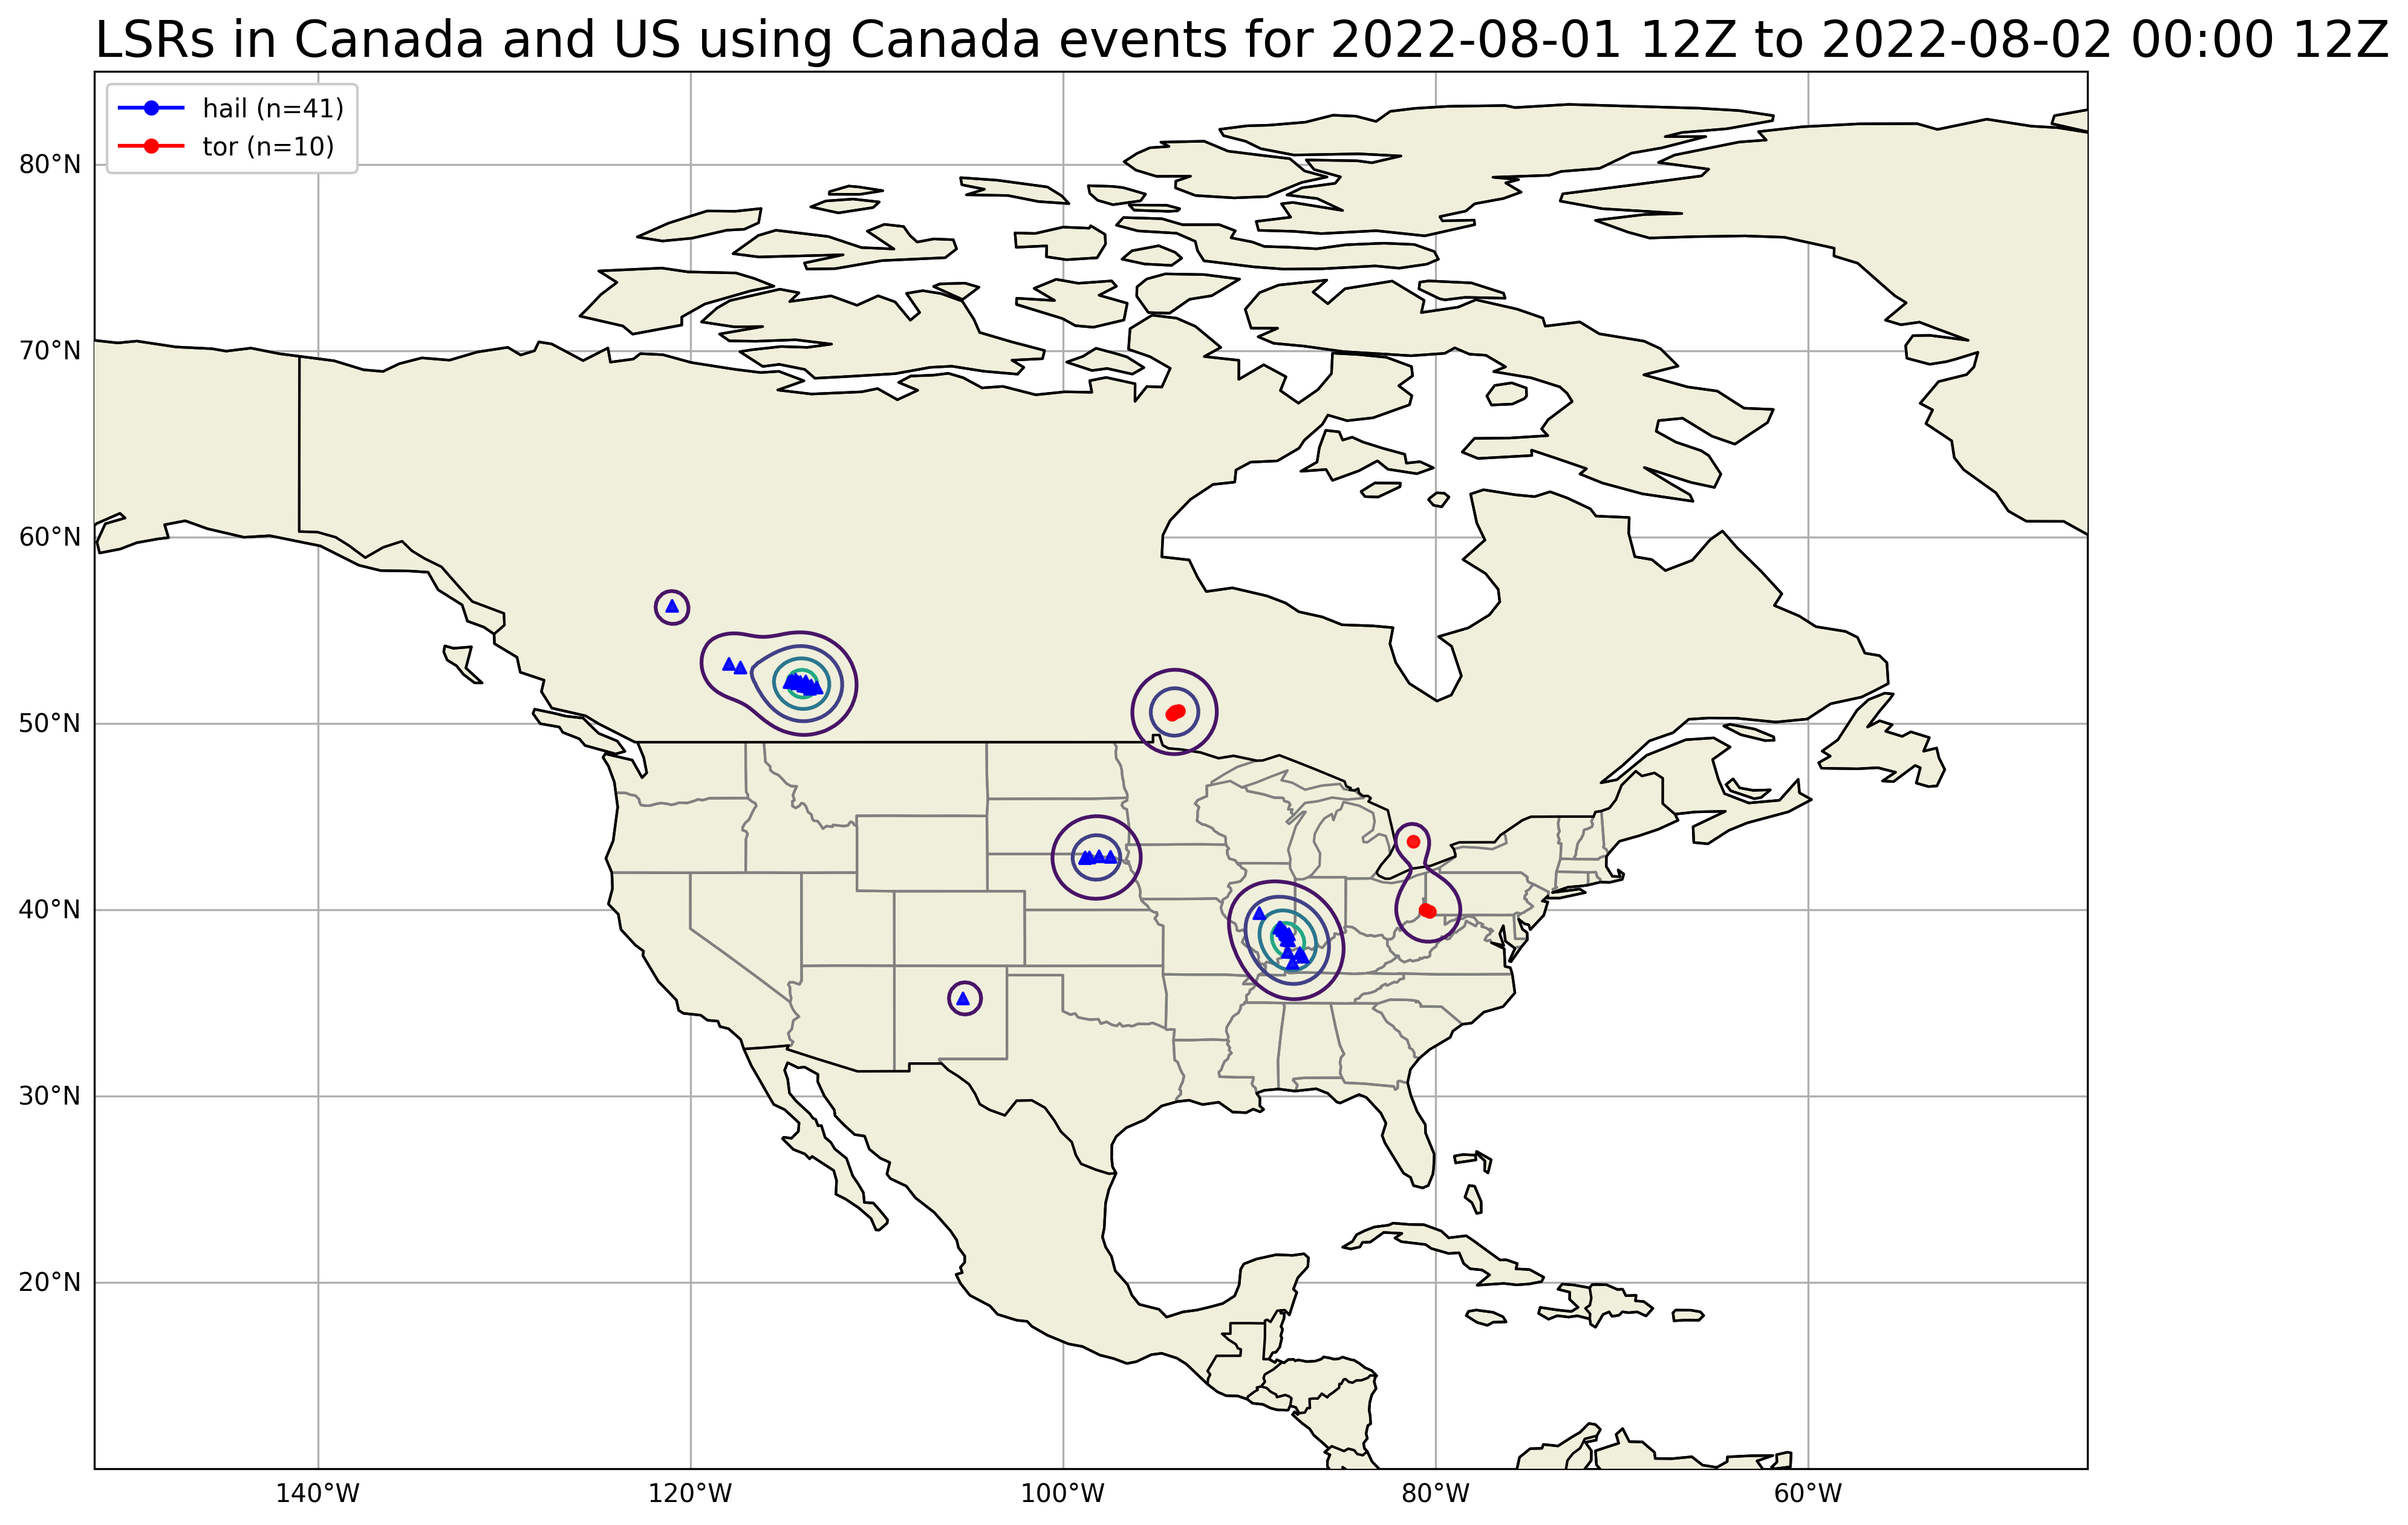 LSRs in Canada and US using Canada events for 2022-08-01 12Z to 2022-08-02 00:00 12Z
hail (n=41)
tor (n=10)
80°N
70°N
60°N
50°N
40°N
30°N
20°N
140°W 120°W 100°W 80°W 60°W